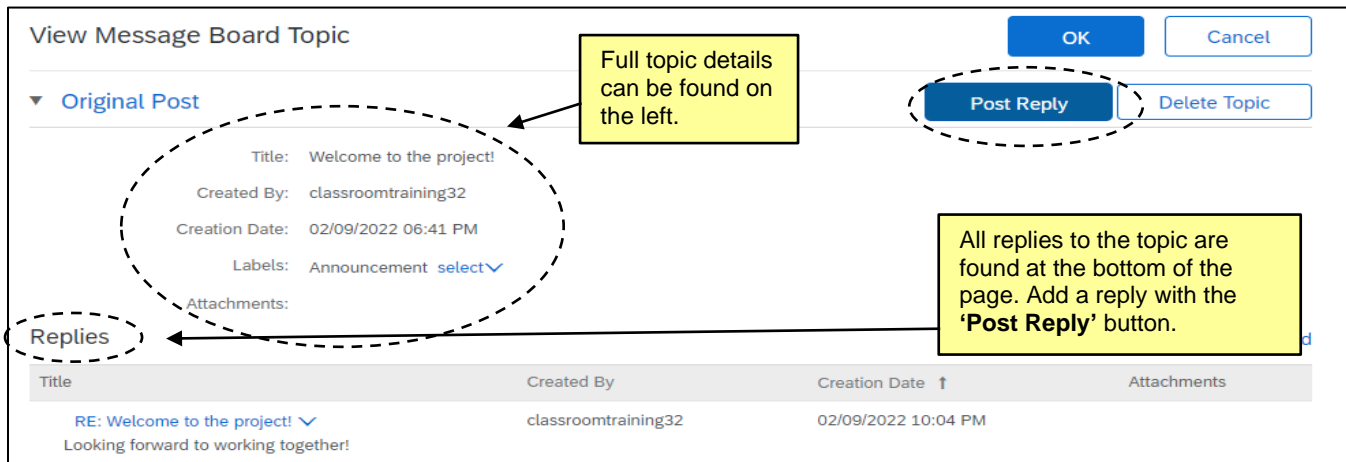 View Message Board Topic
OK
Cancel
Full topic details
can be found on
the left.
Original Post
Post Reply
Delete Topic
Title: Welcome to the project!
Created By: classroomtraining32
Creation Date: 02/09/2022 06:41 PM
Labels: Announcement select
Attachments:
All replies to the topic are
found at the bottom of the
page. Add a reply with the
‘Post Reply’ button.
Replies
Title Created By Creation Date ↑ Attachments
RE: Welcome to the project! classroomtraining32 02/09/2022 10:04 PM
Looking forward to working together!